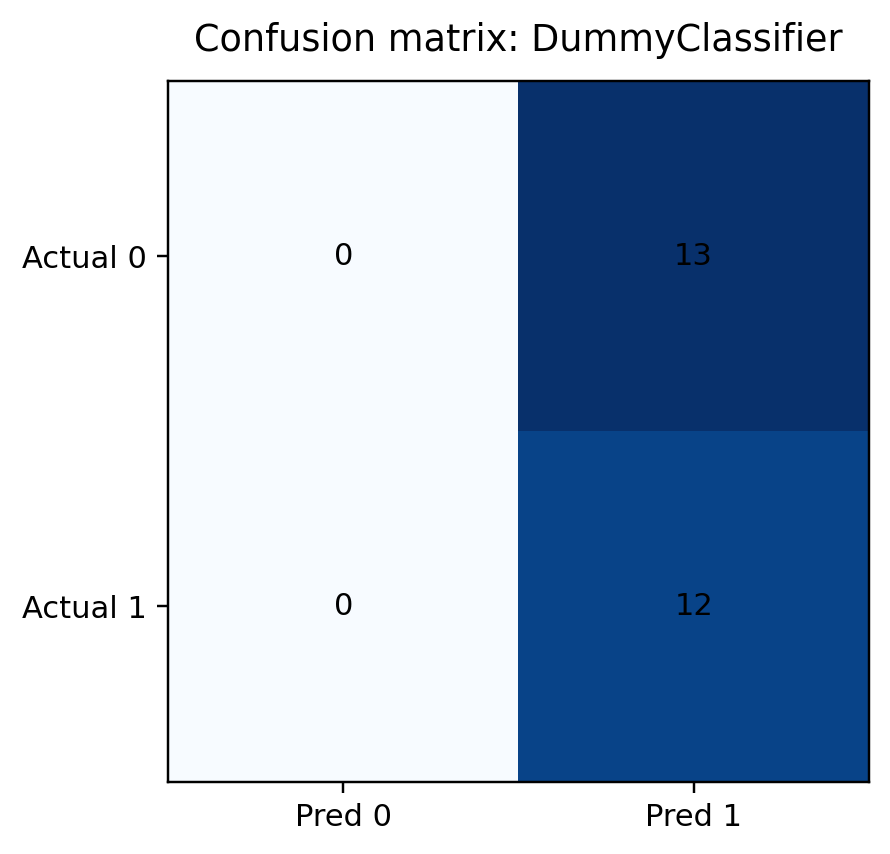 Confusion matrix: DummyClassifier
Actual 0
0
13
Actual 1
0
12
Pred 0
Pred 1